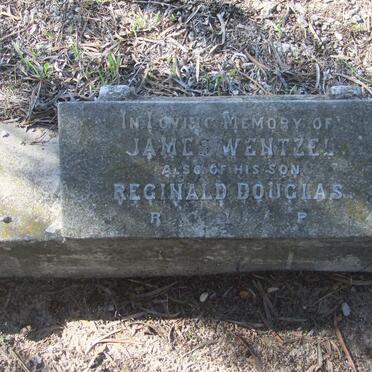 IN LOVING MEMORY OF
JAMES WENTZEL
ALSO OF HIS SON
REGINALD DOUGLAS
R I P